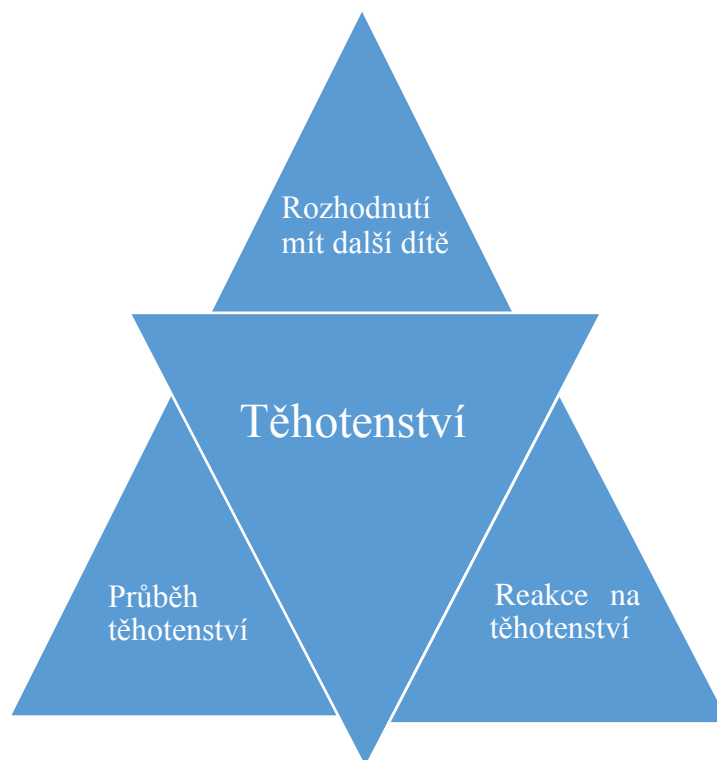 Rozhodnutí
mít další dítě
Těhotenství
Průběh
těhotenství
Reakce na
těhotenství